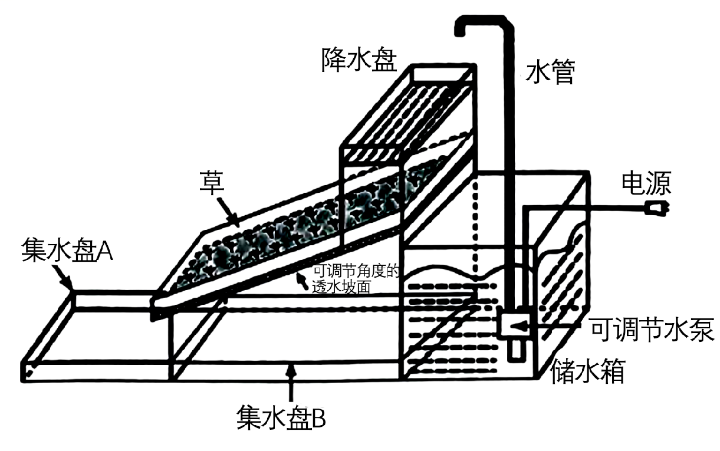 降水盘
水管
草
电源
集水盘A
可调节角度的
透水坡面
可调节水泵
储水箱
集水盘B